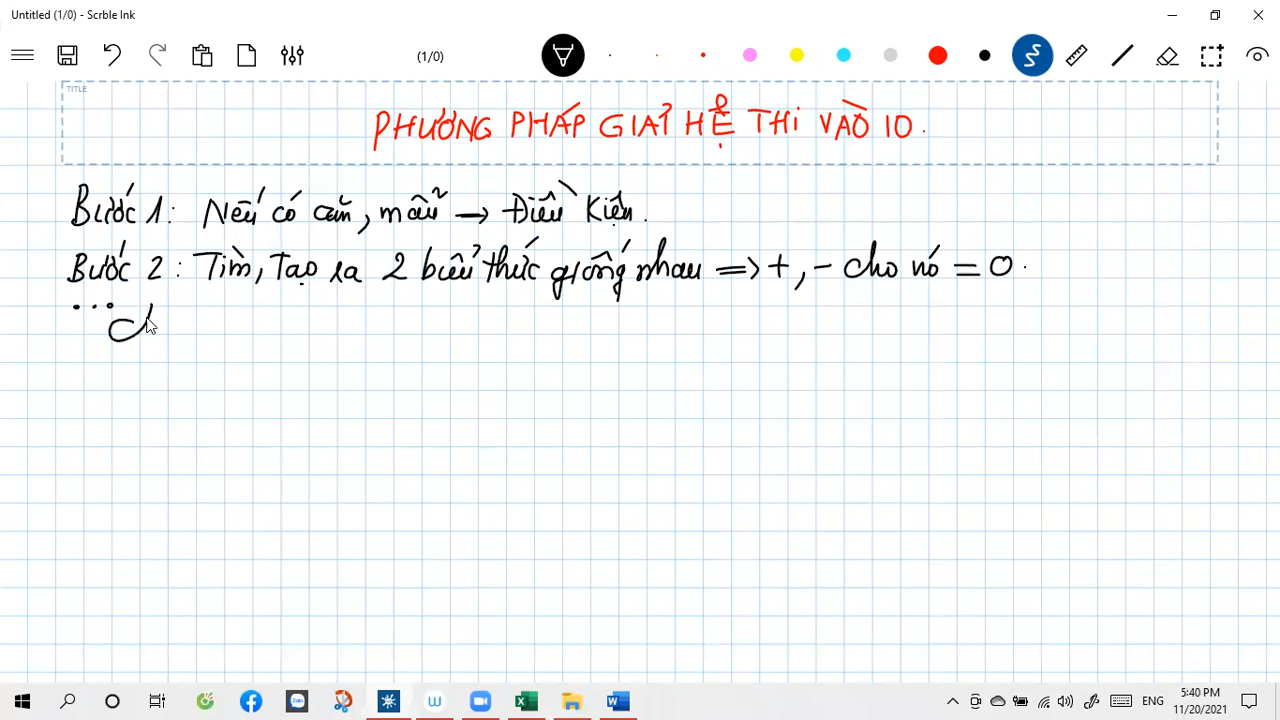 Untitled (1/0) - Scrble Ink
(1/0)
TITLE
PHƯƠNG PHÁP GIẢI HỆ THI VÀO 10.
Bước 1: Nếu có căn, mẫu → Điều Kiện.
Bước 2: Tìm, Tạo ra 2 biểu thức giống nhau => +, - cho nó = 0.
...
Zalo
W
ENG
5:40 PM
11/20/2021